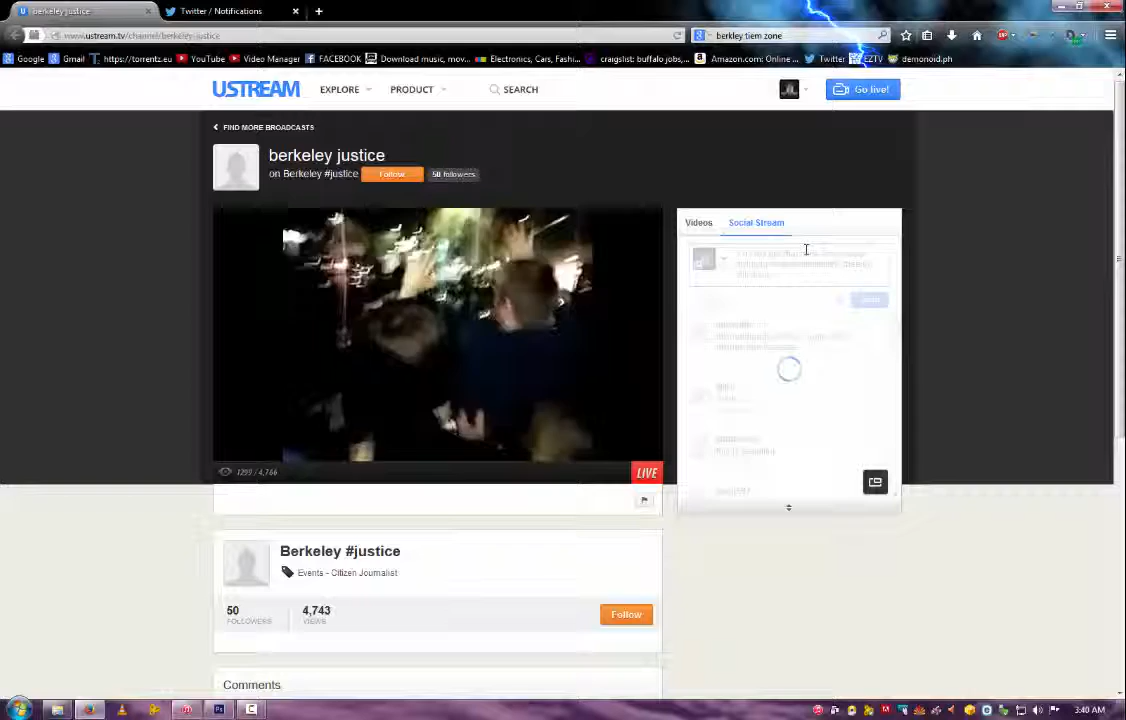 berkeley justice
Twitter / Notifications
www.ustream.tv/channel/berkeley-justice
berkley tiem zone
Google Gmail https://torrentz.eu YouTube Video Manager FACEBOOK Download music, mov... Electronics, Cars, Fashi... craigslist: buffalo jobs,... Amazon.com: Online ... Twitter EZTV demonoid.ph
USTREAM EXPLORE PRODUCT SEARCH Go live!
FIND MORE BROADCASTS
berkeley justice
on Berkeley #justice Follow 50 followers
Videos Social Stream
1299 / 4,766 LIVE
Berkeley #justice
Events - Citizen Journalist
50 4,743
FOLLOWERS VIEWS
Follow
Comments
3:40 AM